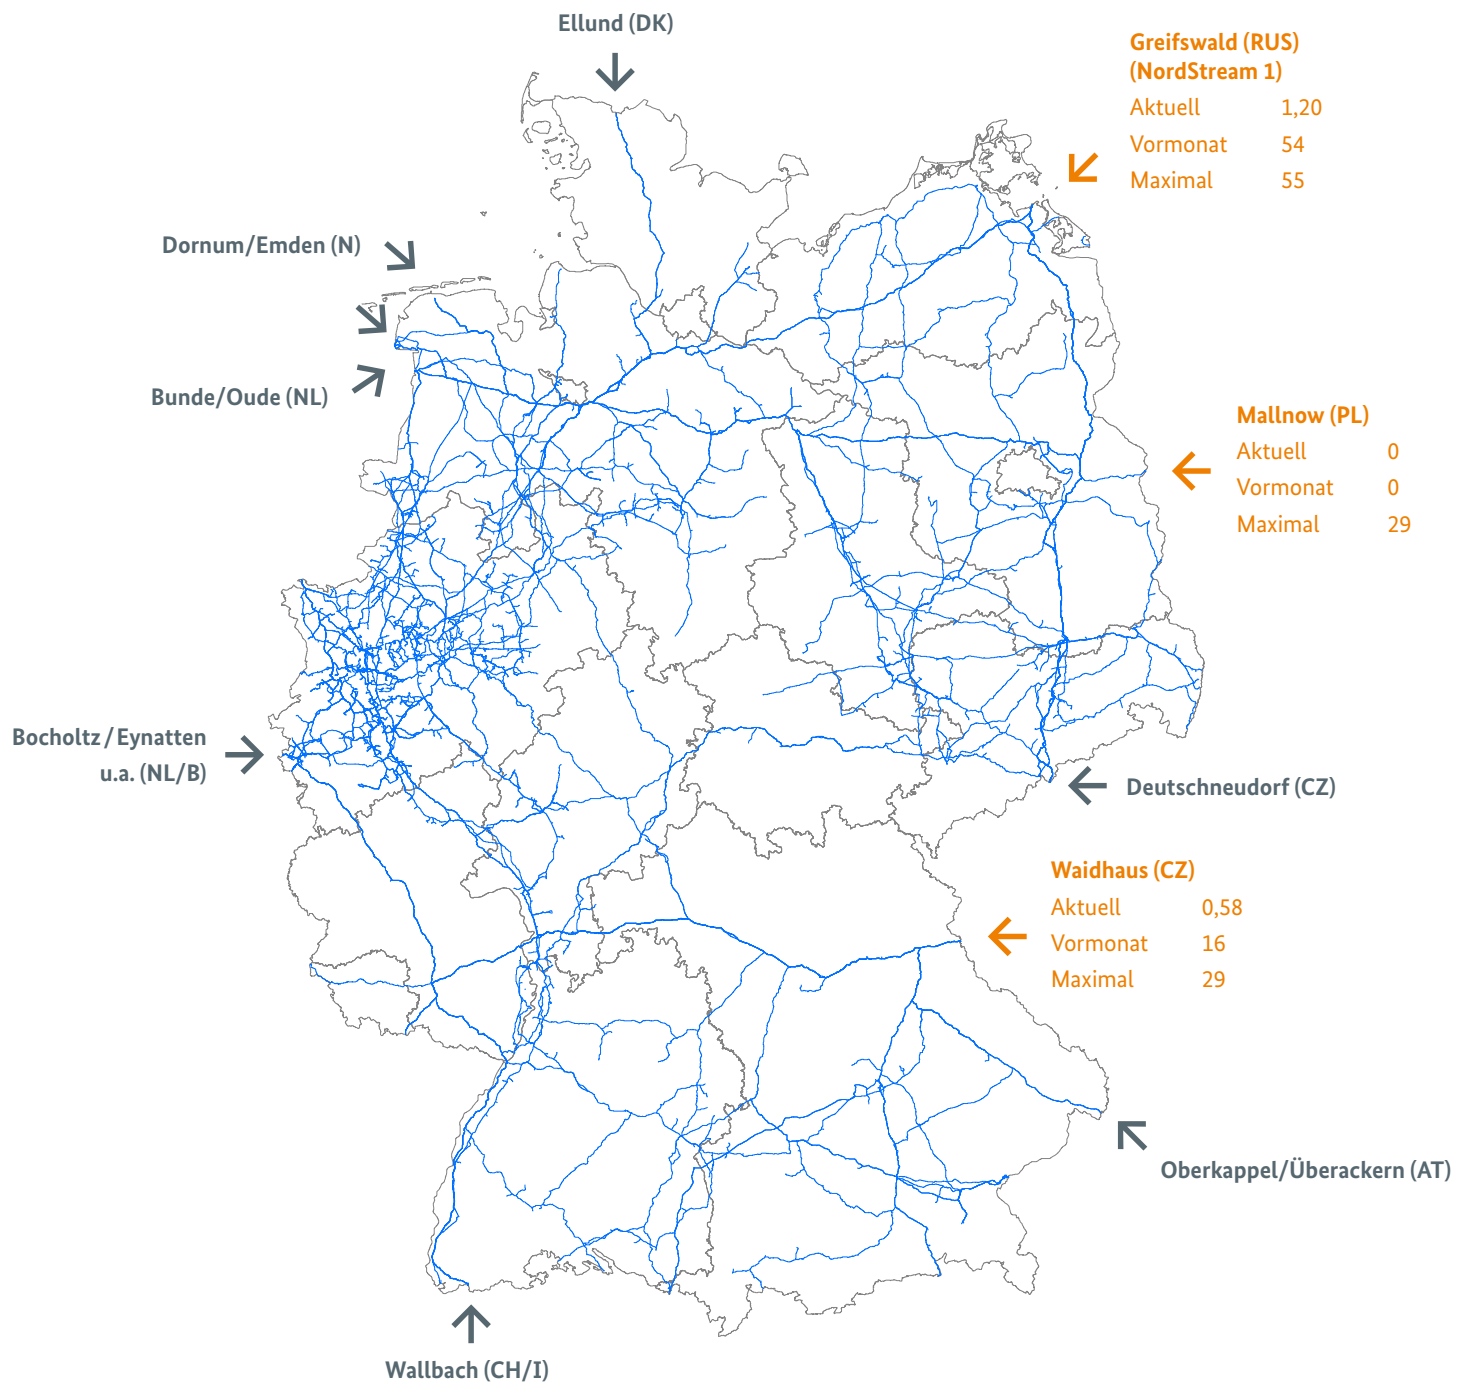 Ellund (DK)
Greifswald (RUS)
(NordStream 1)
Aktuell 1,20
Vormonat 54
Maximal 55
Dornum/Emden (N)
Bunde/Oude (NL)
Mallnow (PL)
Aktuell 0
Vormonat 0
Maximal 29
Bocholtz / Eynatten
u.a. (NL/B)
Deutschneudorf (CZ)
Waidhaus (CZ)
Aktuell 0,58
Vormonat 16
Maximal 29
Oberkappel/Überackern (AT)
Wallbach (CH/I)